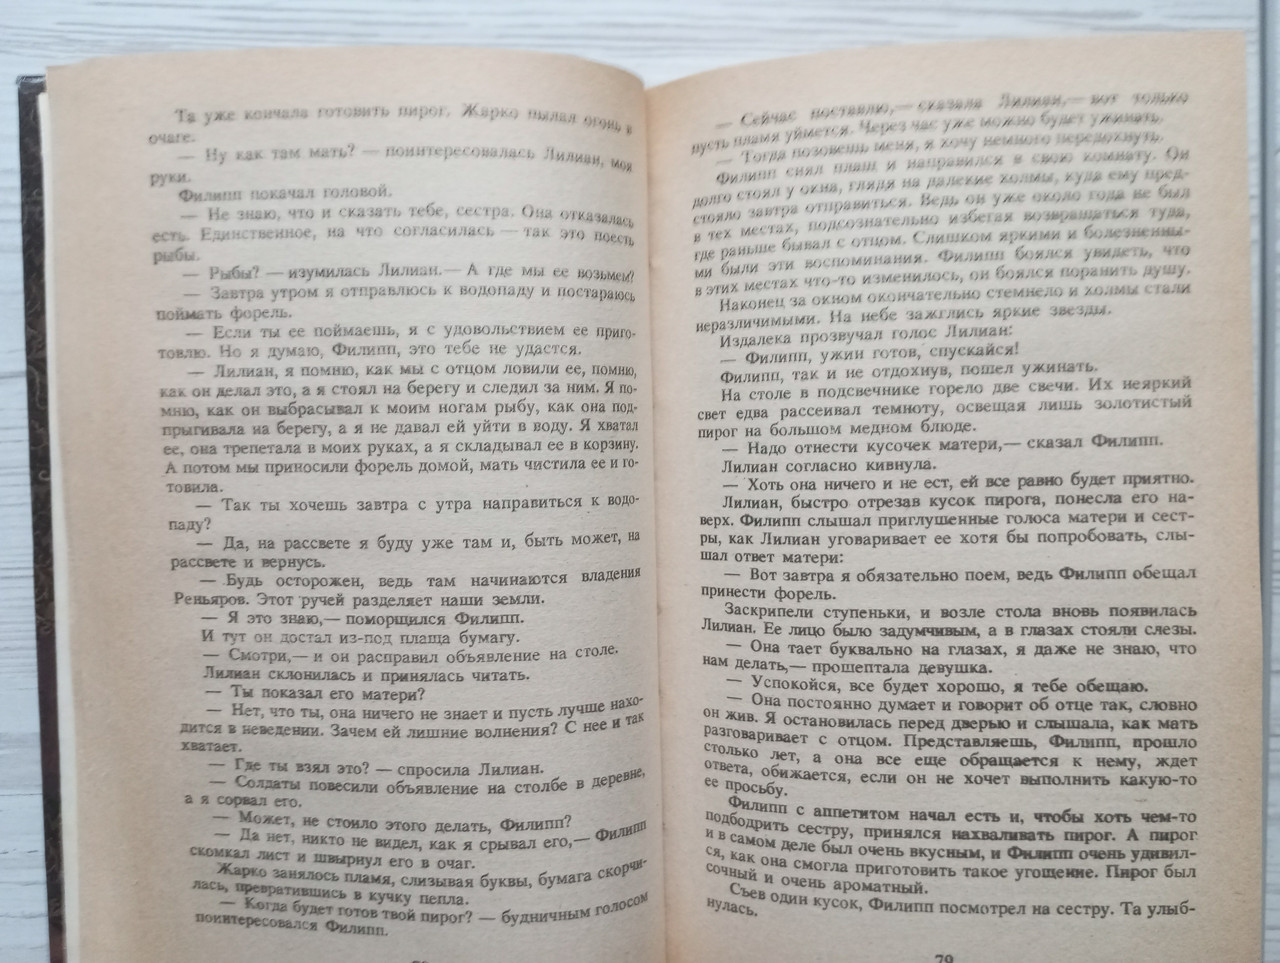 Та уже кончала готовить пирог. Жарко пылал огонь в
очаге.
— Ну как там мать? — поинтересовалась Лилиан, моя
руки.
Филипп покачал головой.
— Не знаю, что и сказать тебе, сестра. Она отказалась
есть. Единственное, на что согласилась — так это поесть
рыбы.
— Рыбы? — изумилась Лилиан.— А где мы ее возьмем?
— Завтра утром я отправлюсь к водопаду и постараюсь
поймать форель.
— Если ты ее поймаешь, я с удовольствием ее приго-
товлю. Но я думаю, Филипп, это тебе не удастся.
— Лилиан, я помню, как мы с отцом ловили ее, помню,
как он делал это, а я стоял на берегу и следил за ним. Я по-
мню, как он выбрасывал к моим ногам рыбу, как она под-
прыгивала на берегу, а я не давал ей уйти в воду. Я хватал
ее, она трепетала в моих руках, а я складывал ее в корзину.
А потом мы приносили форель домой, мать чистила ее и го-
товила.
— Так ты хочешь завтра с утра направиться к водо-
паду?
— Да, на рассвете я буду уже там и, быть может, на
рассвете и вернусь.
— Будь осторожен, ведь там начинаются владения
Реньяров. Этот ручей разделяет наши земли.
— Я это знаю,— поморщился Филипп.
И тут он достал из-под плаща бумагу.
— Смотри,— и он расправил объявление на столе.
Лилиан склонилась и принялась читать.
— Ты показал его матери?
— Нет, что ты, она ничего не знает и пусть лучше нахо-
дится в неведении. Зачем ей лишние волнения? С нее и так
хватает.
— Где ты взял это? — спросила Лилиан.
— Солдаты повесили объявление на столбе в деревне,
а я сорвал его.
— Может, не стоило этого делать, Филипп?
— Да нет, никто не видел, как я срывал его,— Филипп
скомкал лист и швырнул его в очаг.
Жарко занялось пламя, слизывая буквы, бумага скорчи-
лась, превратившись в кучку пепла.
— Когда будет готов твой пирог? — будничным голосом
поинтересовался Филипп.
— Сейчас поставлю,— сказала Лилиан,— вот только
пусть пламя уймется. Через час уже можно будет ужинать.
— Тогда позовешь меня, я хочу немного передохнуть.
Филипп снял плащ и направился в свою комнату. Он
долго стоял у окна, глядя на далекие холмы, куда ему пред-
стояло завтра отправиться. Ведь он уже около года не был
в тех местах, подсознательно избегая возвращаться туда,
где раньше бывал с отцом. Слишком яркими и болезненны-
ми были эти воспоминания. Филипп боялся увидеть, что
в этих местах что-то изменилось, он боялся поранить душу.
Наконец за окном окончательно стемнело и холмы стали
неразличимыми. На небе зажглись яркие звезды.
Издалека прозвучал голос Лилиан:
— Филипп, ужин готов, спускайся!
Филипп, так и не отдохнув, пошел ужинать.
На столе в подсвечнике горело две свечи. Их неяркий
свет едва рассеивал темноту, освещая лишь золотистый
пирог на большом медном блюде.
— Надо отнести кусочек матери,— сказал Филипп.
Лилиан согласно кивнула.
— Хоть она ничего и не ест, ей все равно будет приятно.
Лилиан, быстро отрезав кусок пирога, понесла его на-
верх. Филипп слышал приглушенные голоса матери и сест-
ры, как Лилиан уговаривает ее хотя бы попробовать, слы-
шал ответ матери:
— Вот завтра я обязательно поем, ведь Филипп обещал
принести форель.
Заскрипели ступеньки, и возле стола вновь появилась
Лилиан. Ее лицо было задумчивым, а в глазах стояли слезы.
— Она тает буквально на глазах, я даже не знаю, что
нам делать,— прошептала девушка.
— Успокойся, все будет хорошо, я тебе обещаю.
— Она постоянно думает и говорит об отце так, словно
он жив. Я остановилась перед дверью и слышала, как мать
разговаривает с отцом. Представляешь, Филипп, прошло
столько лет, а она все еще обращается к нему, ждет
ответа, обижается, если он не хочет выполнить какую-то
ее просьбу.
Филипп с аппетитом начал есть и, чтобы хоть чем-то
подбодрить сестру, принялся нахваливать пирог. А пирог
и в самом деле был очень вкусным, и Филипп очень удивил-
ся, как она смогла приготовить такое угощение. Пирог был
сочный и очень ароматный.
Съев один кусок, Филипп посмотрел на сестру. Та улыб-
нулась.
79